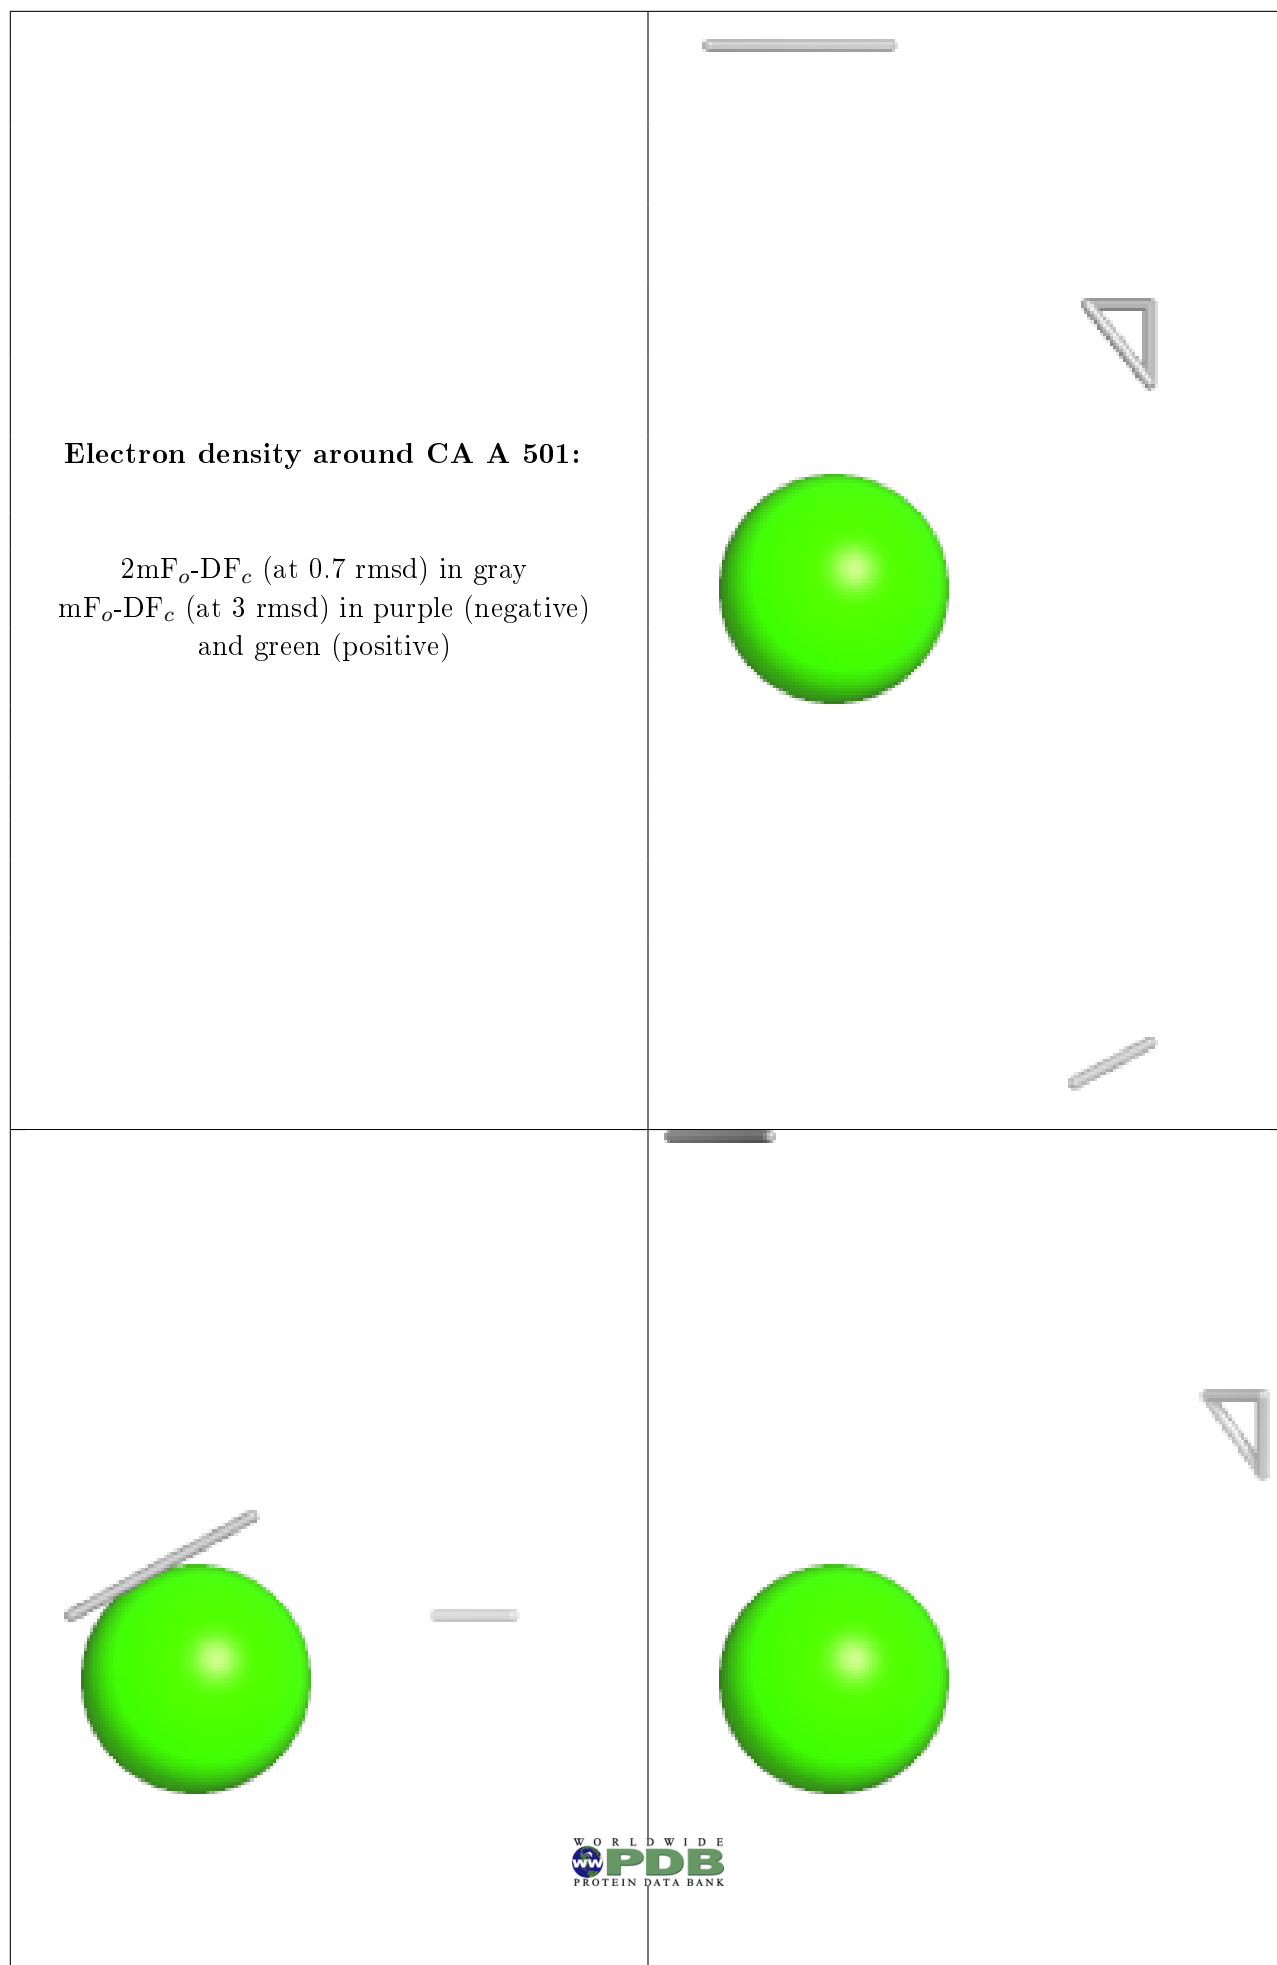 Electron density around CA A 501:
2mFo-DFc (at 0.7 rmsd) in gray
mFo-DFc (at 3 rmsd) in purple (negative)
and green (positive)
WORLDWIDE
ww PDB
PROTEIN DATA BANK